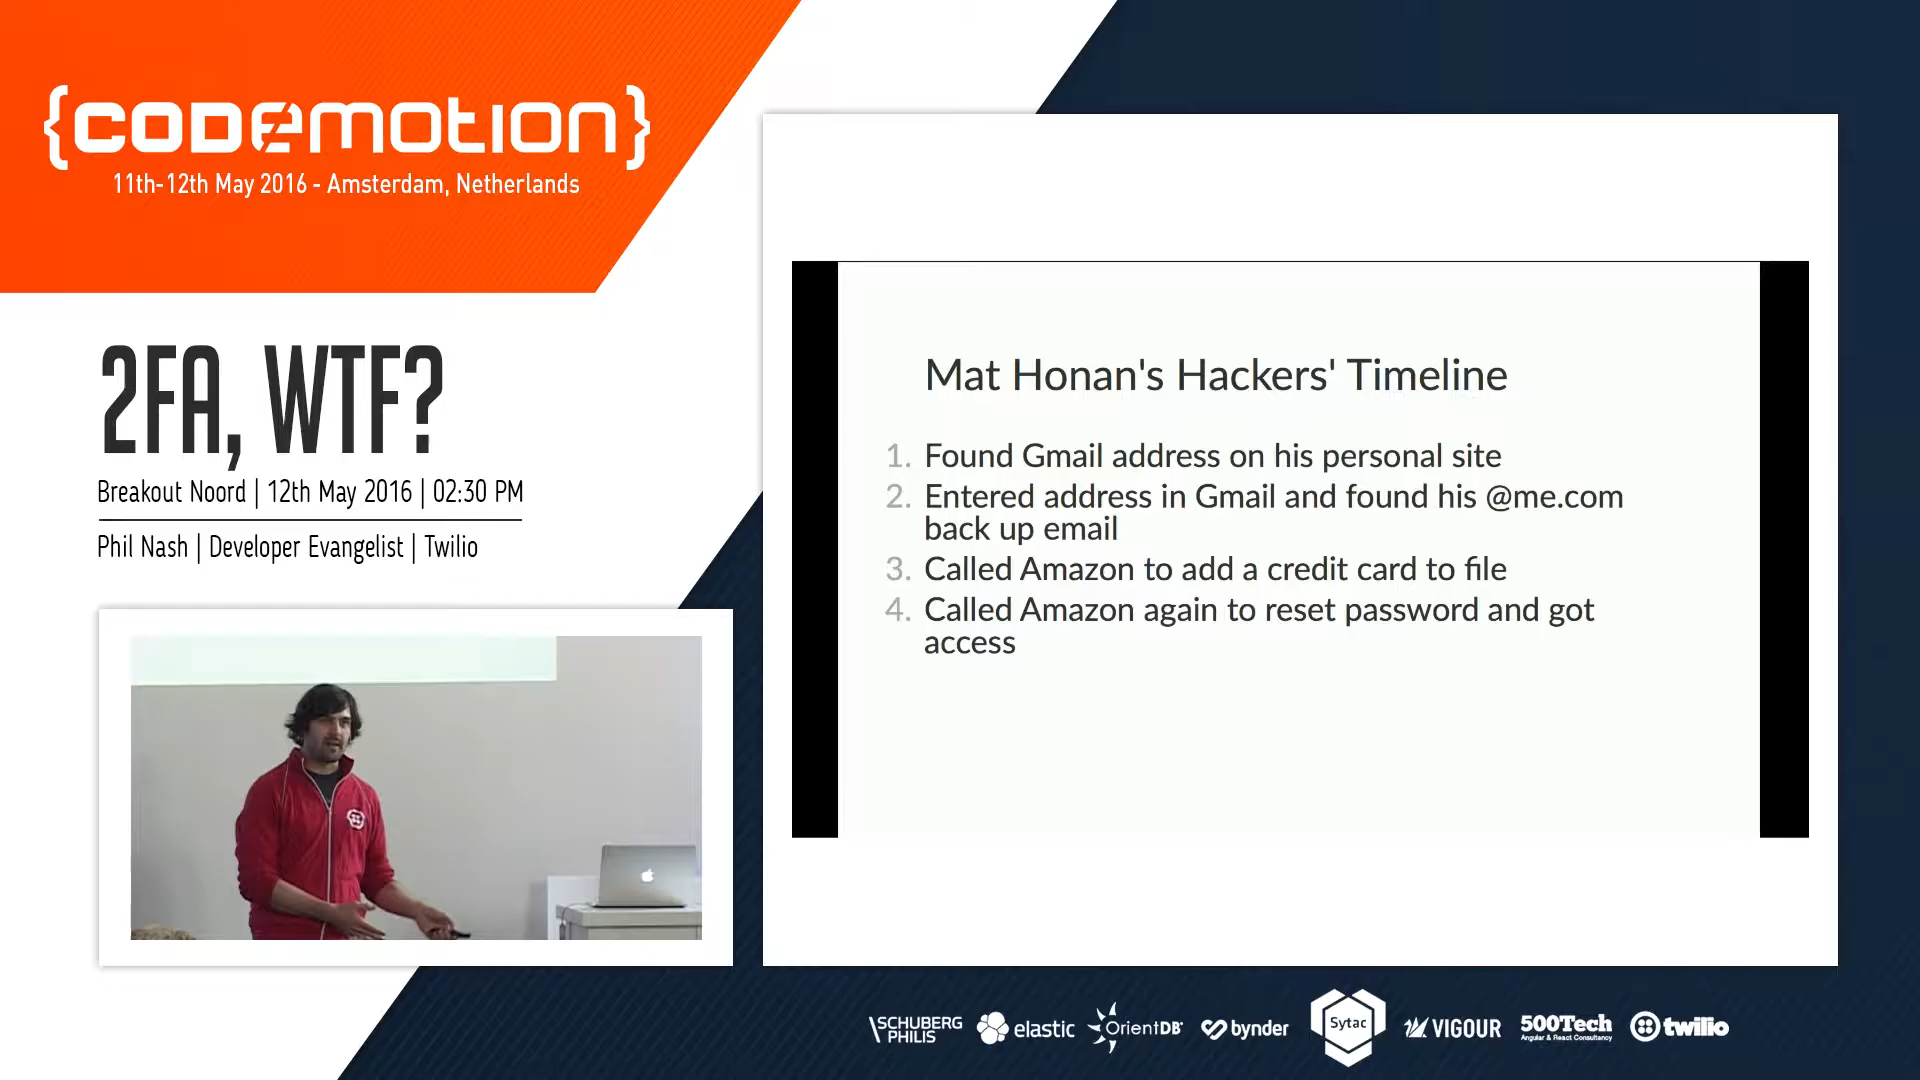 {codemotion}
11th-12th May 2016 - Amsterdam, Netherlands
2FA, WTF?
Breakout Noord | 12th May 2016 | 02:30 PM
Phil Nash | Developer Evangelist | Twilio
Mat Honan's Hackers' Timeline
1. Found Gmail address on his personal site
2. Entered address in Gmail and found his @me.com
back up email
3. Called Amazon to add a credit card to file
4. Called Amazon again to reset password and got
access
SCHUBERG
PHILIS
elastic
OrientDB
bynder
Sytac
VIGOUR
500Tech
Angular & React Consultancy
twilio